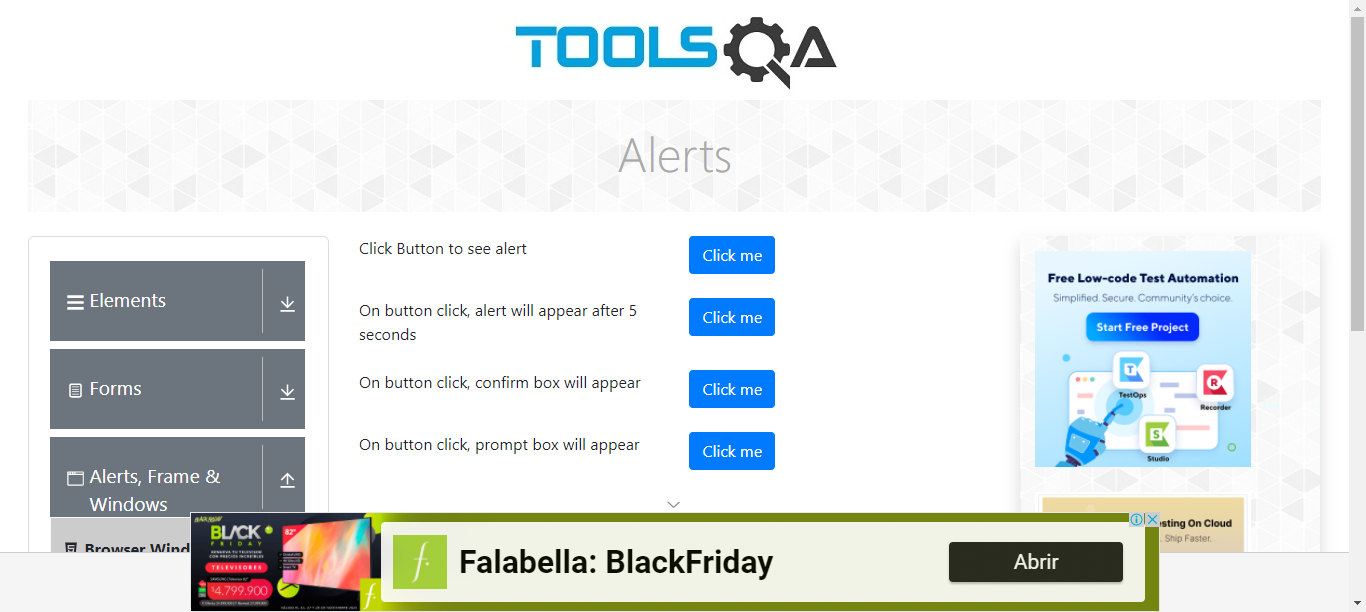 TOOLSQA
Alerts
Elements
Forms
Alerts, Frame &
Windows
Browser Wind
Click Button to see alert
Click me
On button click, alert will appear after 5
seconds
Click me
On button click, confirm box will appear
Click me
On button click, prompt box will appear
Click me
Free Low-code Test Automation
Simplified. Secure. Community's choice.
Start Free Project
TestOps
Recorder
Studio
sting On Cloud
. Ship Faster.
BLACK
FRIDAY
TELEVISORES
82"
$4.799.900
Falabella: BlackFriday
Abrir